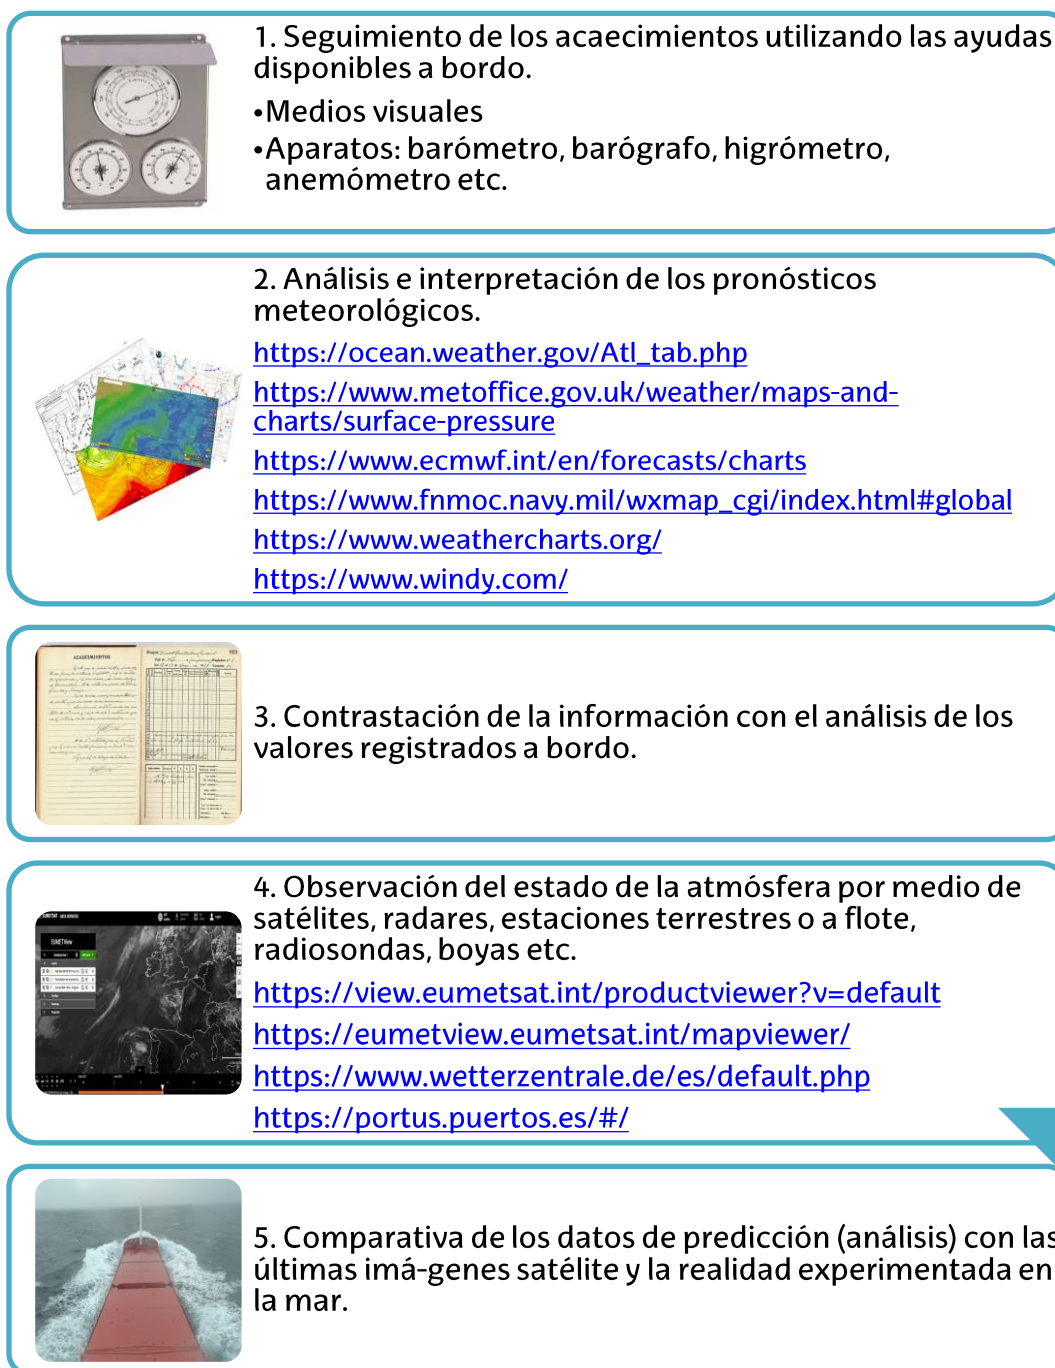 1. Seguimiento de los acaecimientos utilizando las ayudas
disponibles a bordo.
•Medios visuales
•Aparatos: barómetro, barógrafo, higrómetro,
anemómetro etc.
2. Análisis e interpretación de los pronósticos
meteorológicos.
https://ocean.weather.gov/Atl_tab.php
https://www.metoffice.gov.uk/weather/maps-and-
charts/surface-pressure
https://www.ecmwf.int/en/forecasts/charts
https://www.fnmoc.navy.mil/wxmap_cgi/index.html#global
https://www.weathercharts.org/
https://www.windy.com/
ACAECIMIENTOS
3. Contrastación de la información con el análisis de los
valores registrados a bordo.
EUMETSAT
EUMETView
4. Observación del estado de la atmósfera por medio de
satélites, radares, estaciones terrestres o a flote,
radiosondas, boyas etc.
https://view.eumetsat.int/productviewer?v=default
https://eumetview.eumetsat.int/mapviewer/
https://www.wetterzentrale.de/es/default.php
https://portus.puertos.es/#/
5. Comparativa de los datos de predicción (análisis) con las
últimas imá-genes satélite y la realidad experimentada en
la mar.